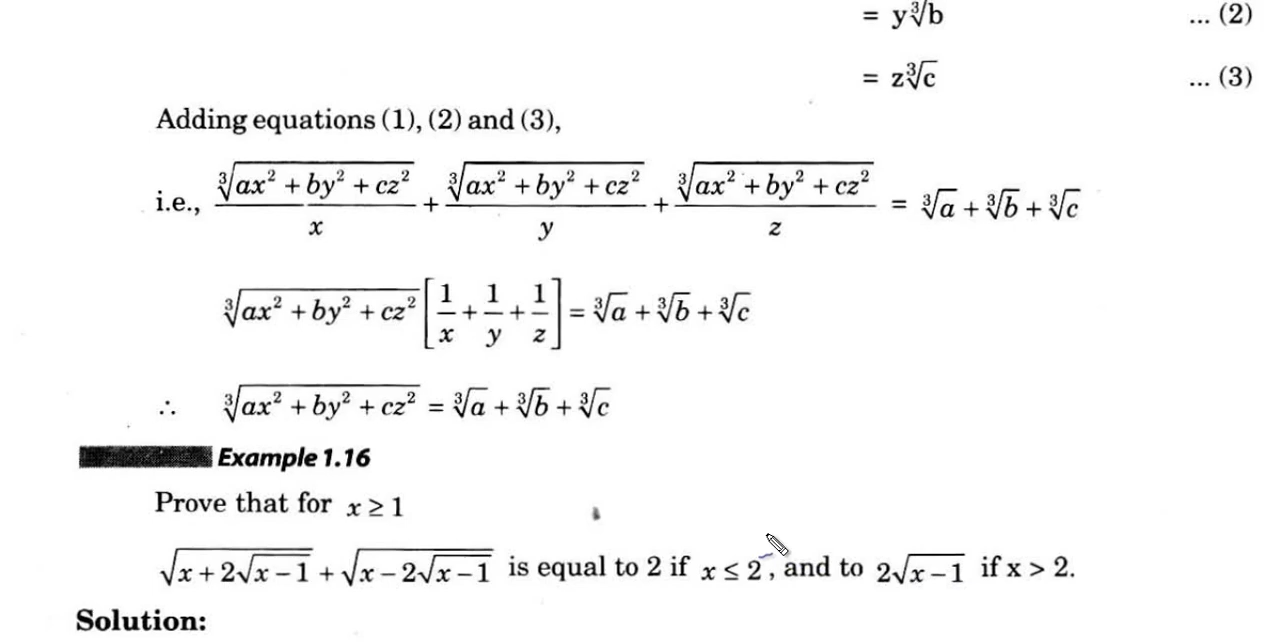 = y∛b ... (2)
= z∛c ... (3)
Adding equations (1), (2) and (3),
i.e., ∛(ax² + by² + cz²)/x + ∛(ax² + by² + cz²)/y + ∛(ax² + by² + cz²)/z = ∛a + ∛b + ∛c
∛(ax² + by² + cz²) [1/x + 1/y + 1/z] = ∛a + ∛b + ∛c
∴ ∛(ax² + by² + cz²) = ∛a + ∛b + ∛c
Example 1.16
Prove that for x ≥ 1
√(x + 2√(x − 1)) + √(x − 2√(x − 1)) is equal to 2 if x ≤ 2, and to 2√(x − 1) if x > 2.
Solution: